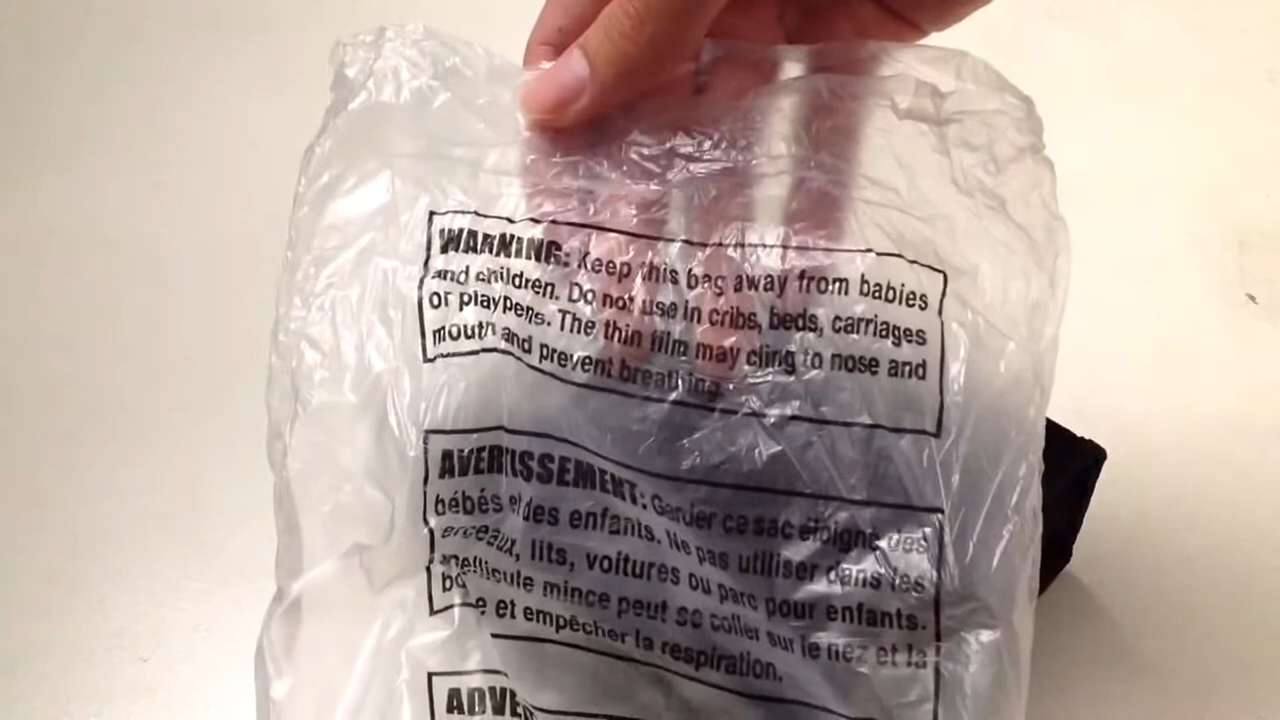 WARNING: Keep this bag away from babies
and children. Do not use in cribs, beds, carriages
or playpens. The thin film may cling to nose and
mouth and prevent breathing.
AVERTISSEMENT: Garder ce sac éloigné des
bébés et des enfants. Ne pas utiliser dans les
erceaux, lits, voitures ou parc pour enfants.
pellicule mince peut se coller sur le nez et la
bo e et empêcher la respiration.
ADVE